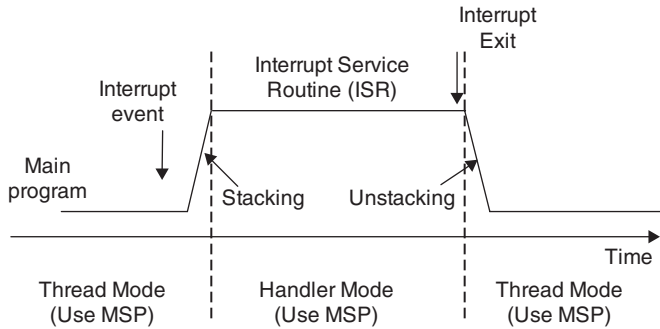 Interrupt
Exit
Interrupt Service
Routine (ISR)
Interrupt
event
Main
program
Stacking
Unstacking
Time
Thread Mode
(Use MSP)
Handler Mode
(Use MSP)
Thread Mode
(Use MSP)